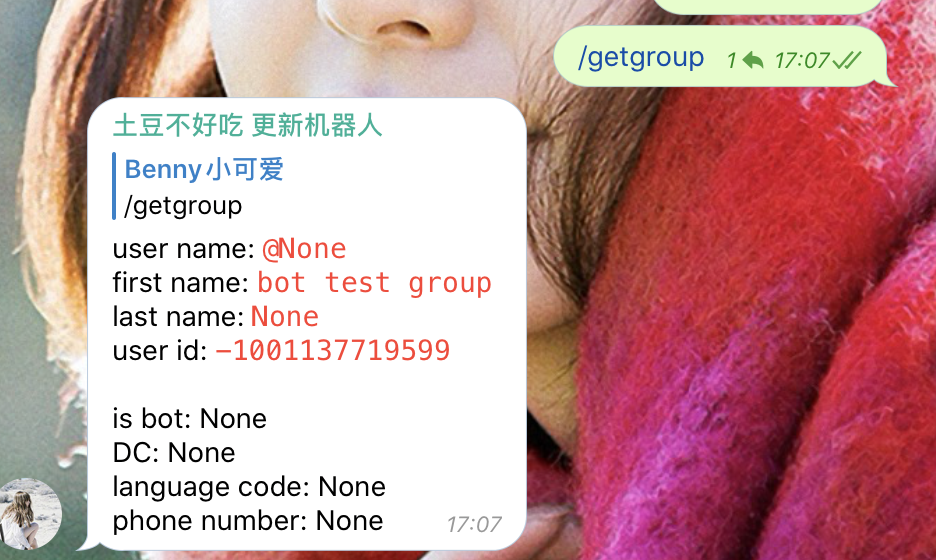 /getgroup 1 17:07
土豆不好吃 更新机器人
Benny小可爱
/getgroup
user name: @None
first name: bot test group
last name: None
user id: -1001137719599
is bot: None
DC: None
language code: None
phone number: None 17:07